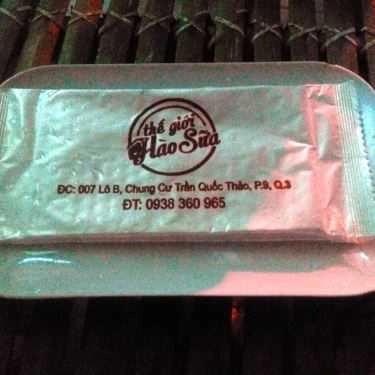 thế giới
Hào Sữa
ĐC: 007 Lô B, Chung Cư Trần Quốc Thảo, P.9, Q.3
ĐT: 0938 360 965